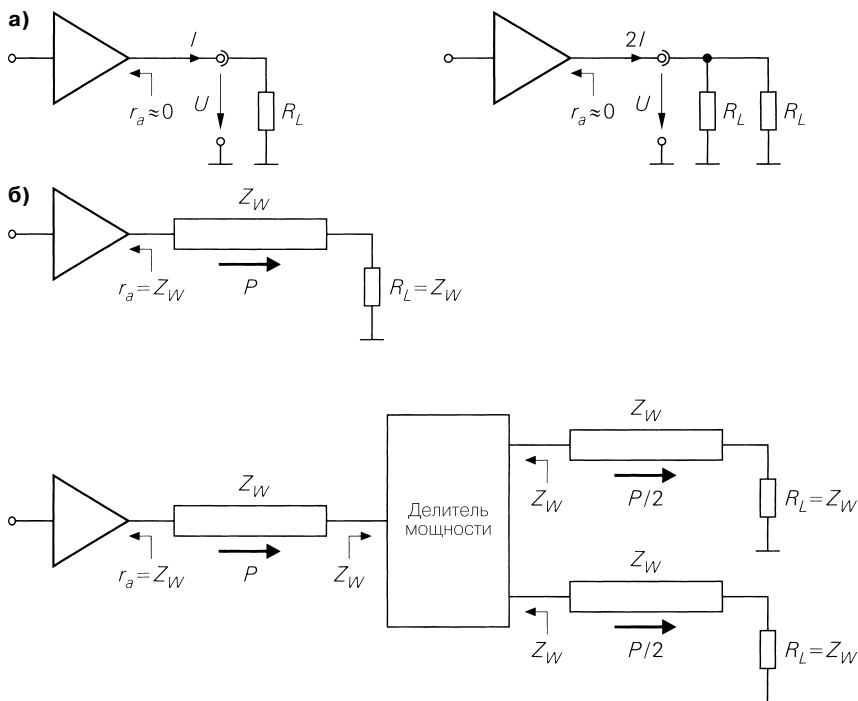 а)
I
2I
r_a≈0
U
R_L
r_a≈0
U
R_L
R_L
б)
Z_W
r_a=Z_W
P
R_L=Z_W
Z_W
Z_W
Z_W
P/2
R_L=Z_W
Делитель
мощности
r_a=Z_W
P
Z_W
Z_W
Z_W
P/2
R_L=Z_W